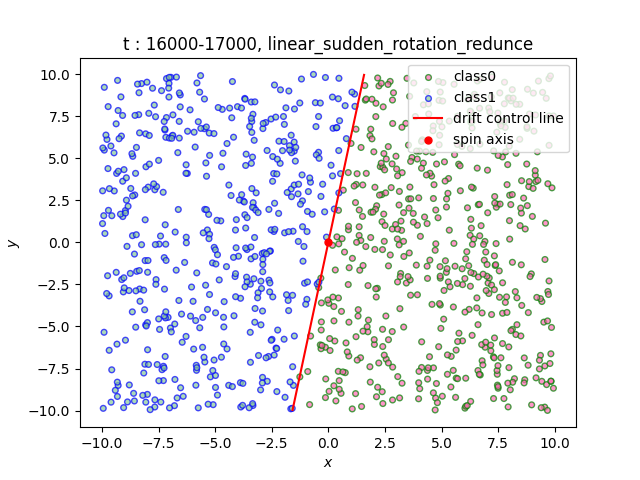 t : 16000-17000, linear_sudden_rotation_redunce
class0
class1
drift control line
spin axis
10.0
7.5
5.0
2.5
0.0
−2.5
−5.0
−7.5
−10.0
y
−10.0 −7.5 −5.0 −2.5 0.0 2.5 5.0 7.5 10.0
x